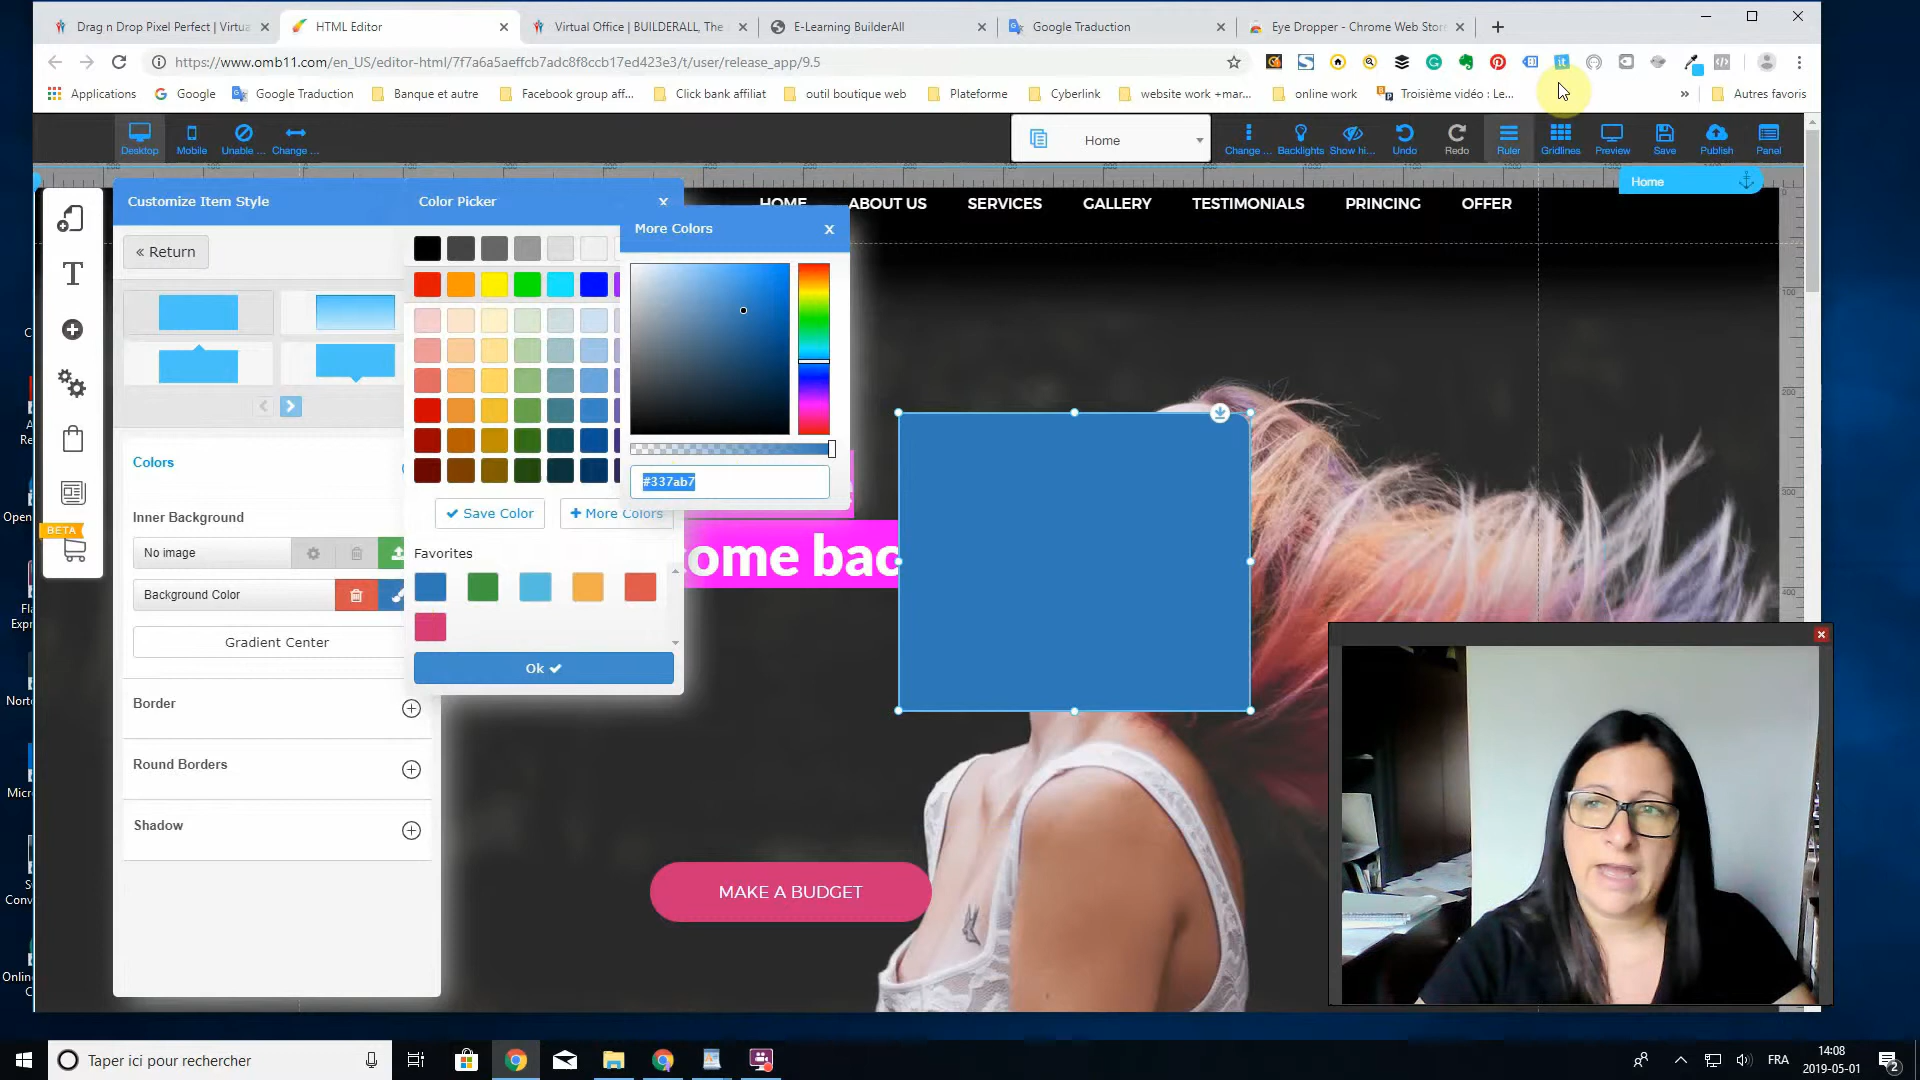 Drag n Drop Pixel Perfect | Virtua
HTML Editor
Virtual Office | BUILDERALL, The
E-Learning BuilderAll
Google Traduction
Eye Dropper - Chrome Web Stor
https://www.omb11.com/en_US/editor-html/7f7a6a5aeffcb7adc8f8ccb17ed423e3/t/user/release_app/9.5
Applications
Google
Google Traduction
Banque et autre
Facebook group aff...
Click bank affiliat
outil boutique web
Plateforme
Cyberlink
website work +mar...
online work
Troisième vidéo : Le...
»
Autres favoris
Desktop
Mobile
Unable ...
Change ...
Home
Change ...
Backlights
Show hi...
Undo
Redo
Ruler
Gridlines
Preview
Save
Publish
Panel
Home
Customize Item Style
Color Picker
More Colors
HOME
ABOUT US
SERVICES
GALLERY
TESTIMONIALS
PRINCING
OFFER
« Return
Colors
#337ab7
Inner Background
No image
Background Color
Gradient Center
Save Color
More Colors
Favorites
Ok
Border
Round Borders
Shadow
BETA
come bac
MAKE A BUDGET
Taper ici pour rechercher
FRA
14:08
2019-05-01
2